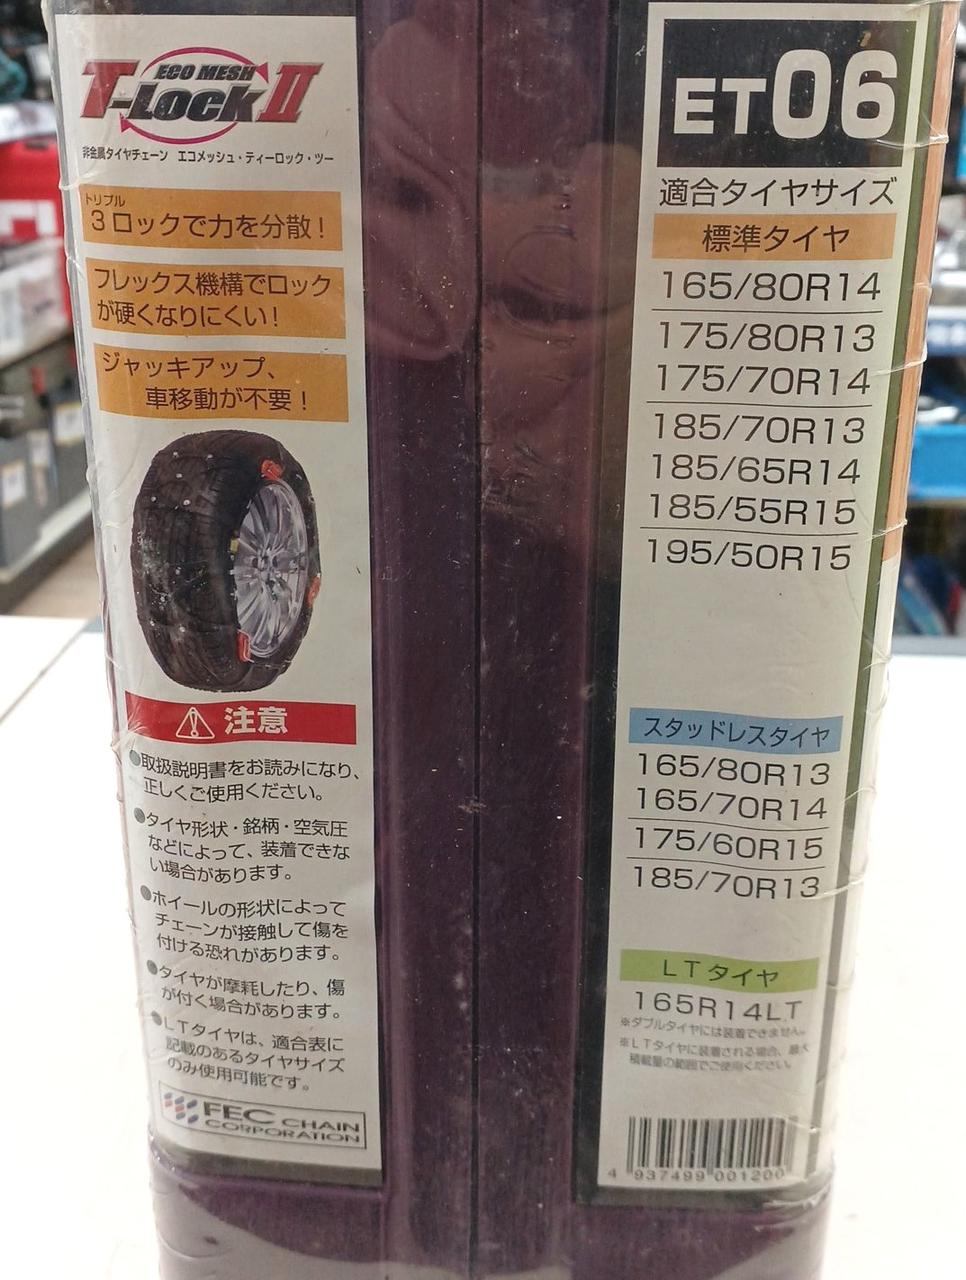 ECO MESH
T-Lock II
非金属タイヤチェーン エコメッシュ・ティーロック・ツー
トリプル
3ロックで力を分散!
フレックス機構でロック
が硬くなりにくい!
ジャッキアップ、
車移動が不要!
注意
●取扱説明書をお読みになり、
正しくご使用ください。
●タイヤ形状・銘柄・空気圧
などによって、装着できな
い場合があります。
●ホイールの形状によって
チェーンが接触して傷を
付ける恐れがあります。
●タイヤが摩耗したり、傷
が付く場合があります。
●LTタイヤは、適合表に
記載のあるタイヤサイズ
のみ使用可能です。
FEC CHAIN
CORPORATION
ET06
適合タイヤサイズ
標準タイヤ
165/80R14
175/80R13
175/70R14
185/70R13
185/65R14
185/55R15
195/50R15
スタッドレスタイヤ
165/80R13
165/70R14
175/60R15
185/70R13
LTタイヤ
165R14LT
※ダブルタイヤには装着できません。
※LTタイヤに装着される場合、最大
積載量の範囲でご使用ください。
4 937499 001200